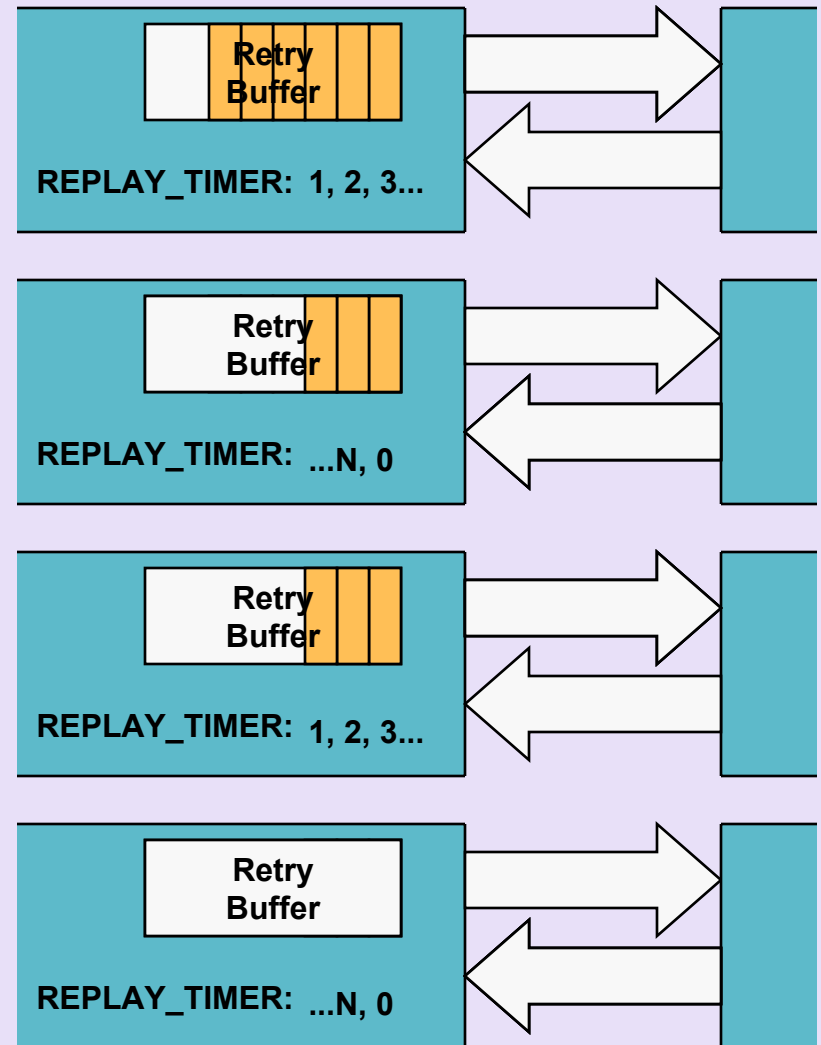 Retry
Buffer
REPLAY_TIMER: 1, 2, 3...
Retry
Buffer
REPLAY_TIMER: ...N, 0
Retry
Buffer
REPLAY_TIMER: 1, 2, 3...
Retry
Buffer
REPLAY_TIMER: ...N, 0